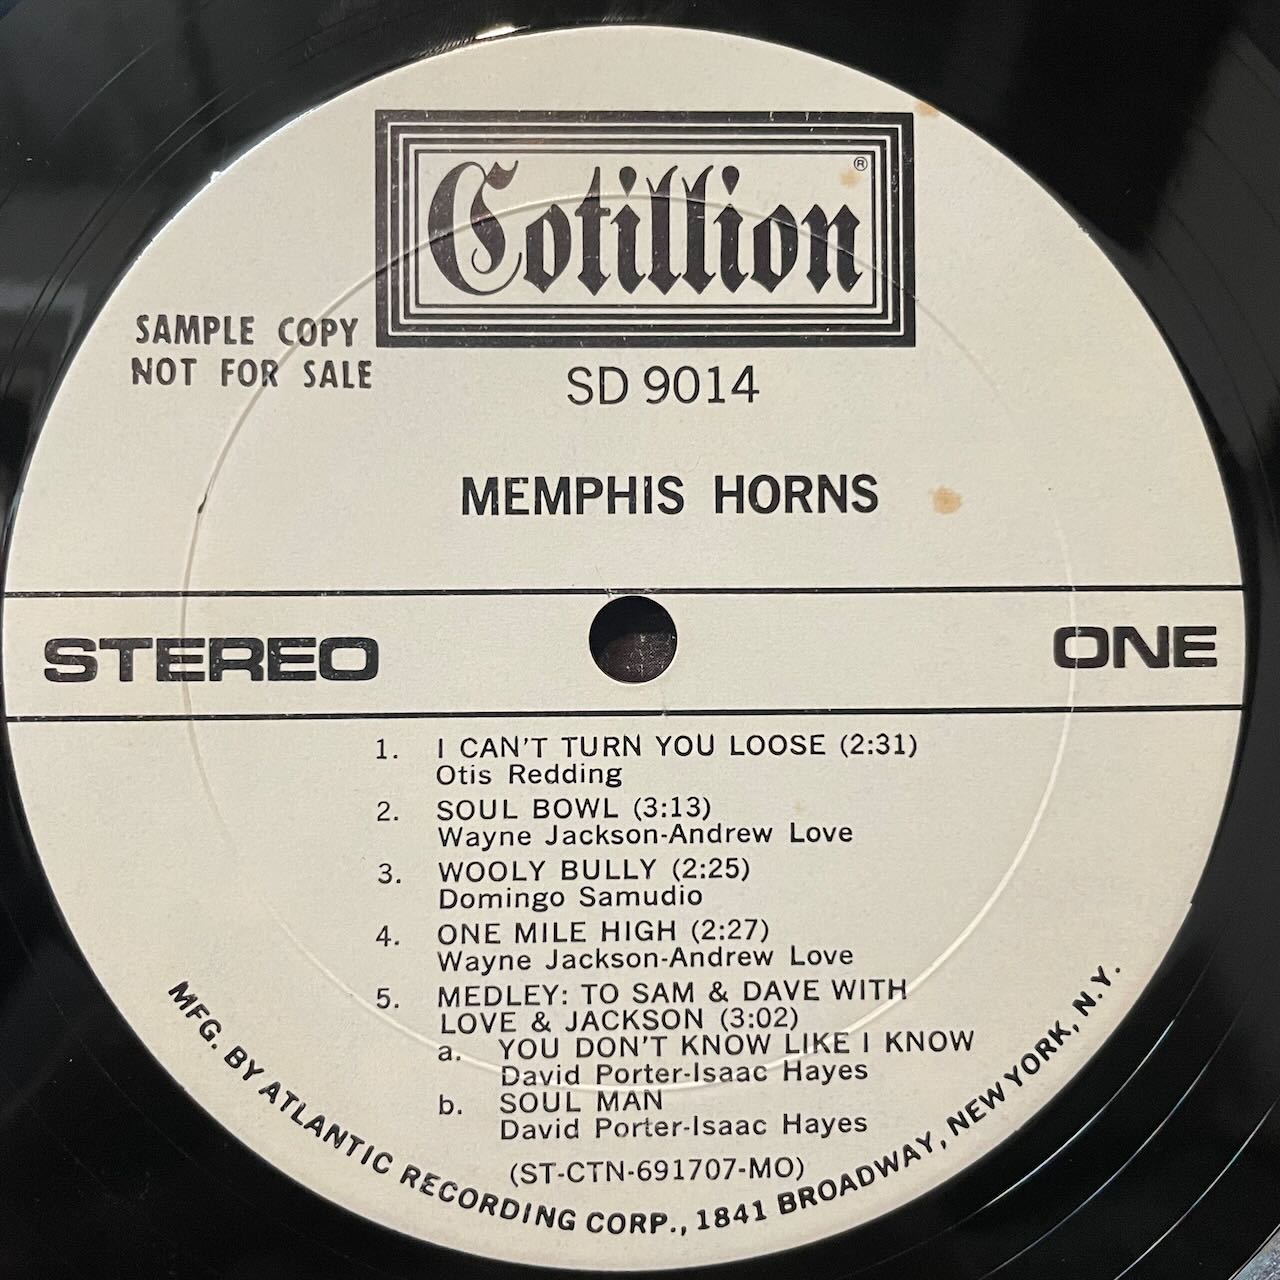 Cotillion®
SAMPLE COPY
NOT FOR SALE
SD 9014
MEMPHIS HORNS
STEREO
ONE
1. I CAN'T TURN YOU LOOSE (2:31)
Otis Redding
2. SOUL BOWL (3:13)
Wayne Jackson-Andrew Love
3. WOOLY BULLY (2:25)
Domingo Samudio
4. ONE MILE HIGH (2:27)
Wayne Jackson-Andrew Love
5. MEDLEY: TO SAM & DAVE WITH
LOVE & JACKSON (3:02)
a. YOU DON'T KNOW LIKE I KNOW
David Porter-Isaac Hayes
b. SOUL MAN
David Porter-Isaac Hayes
(ST-CTN-691707-MO)
MFG. BY ATLANTIC RECORDING CORP., 1841 BROADWAY, NEW YORK, N.Y.